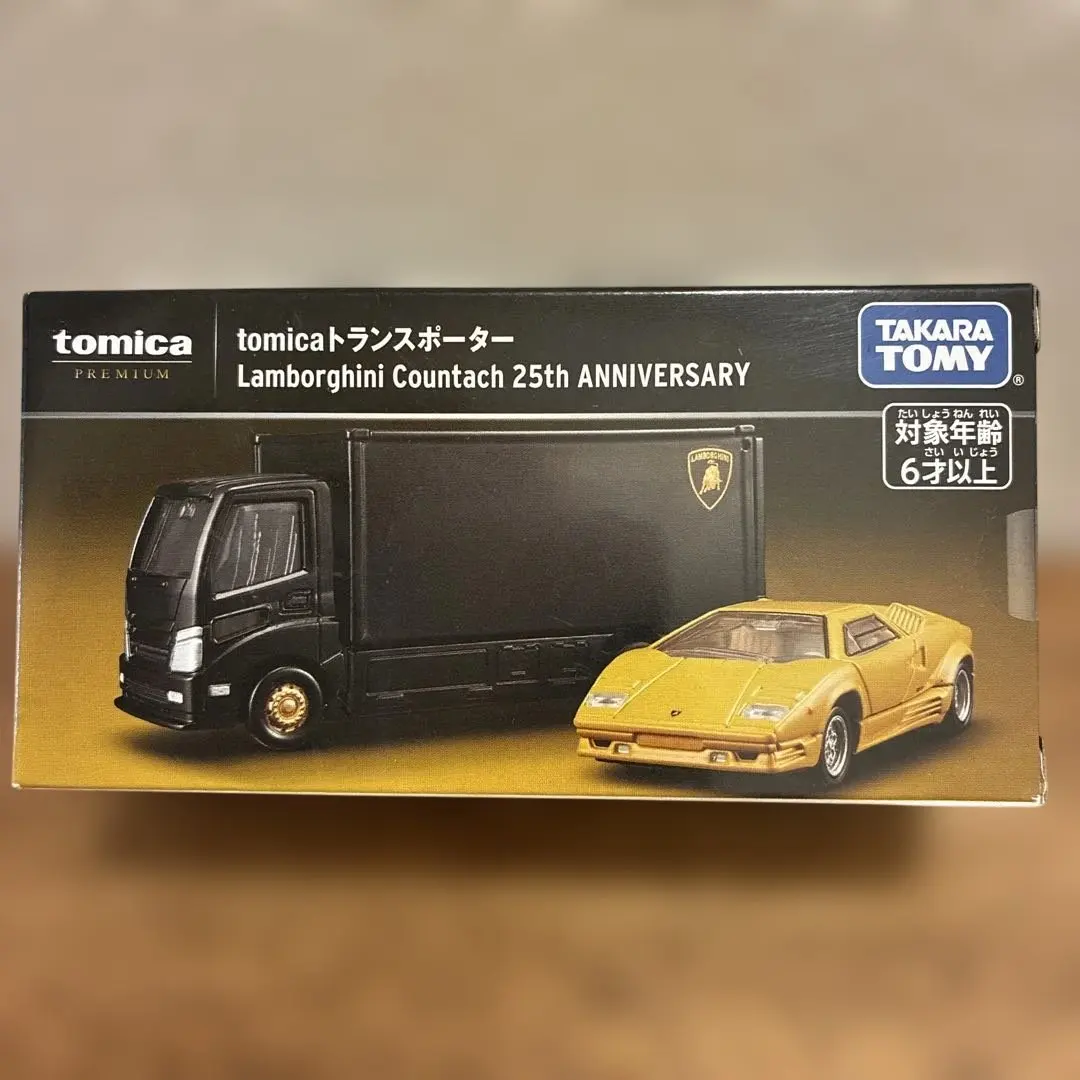 tomica
PREMIUM
tomicaトランスポーター
Lamborghini Countach 25th ANNIVERSARY
TAKARA
TOMY
®
たいしょうねんれい
対象年齢
さいいじょう
6才以上
LAMBORGHINI